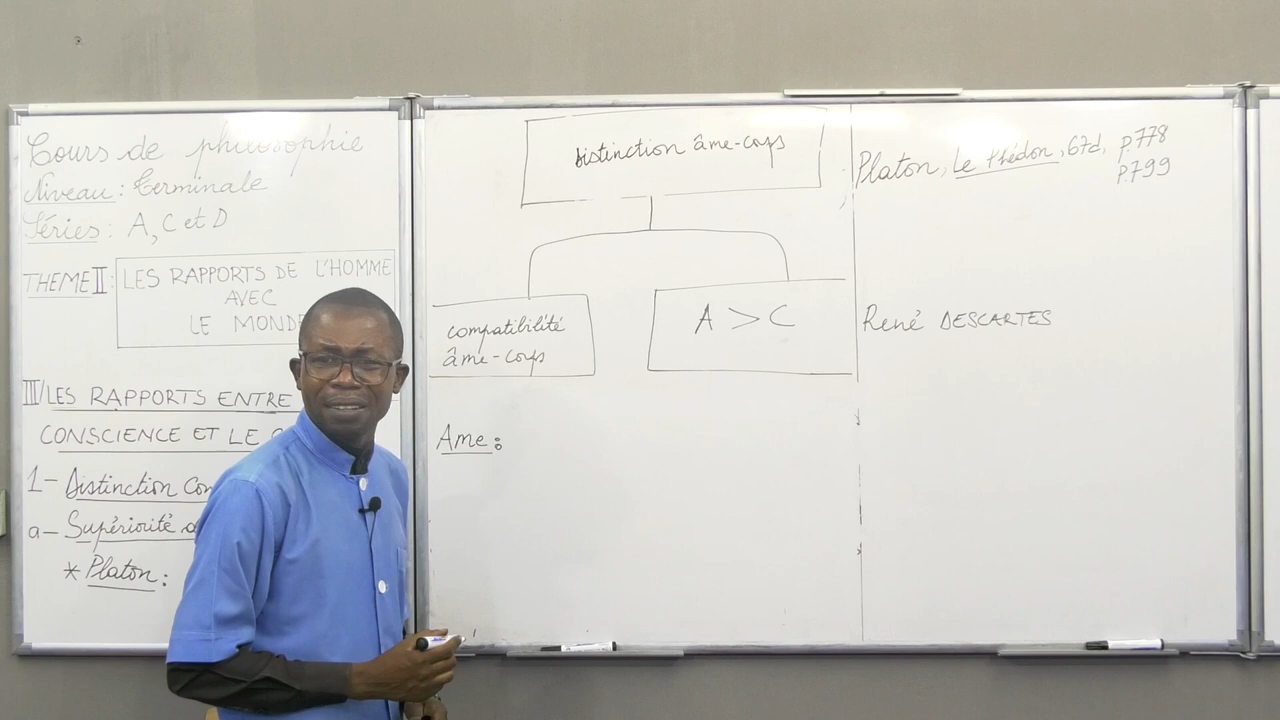 Cours de philosophie
Niveau : Terminale
Séries : A, C et D
THEME II : LES RAPPORTS DE L'HOMME
AVEC
LE MONDE
III/ LES RAPPORTS ENTRE
CONSCIENCE ET LE
1- Distinction
a- Supériorité
* Platon :
Distinction âme-corps
compatibilité
âme-corps
A > C
Ame :
Platon, Le Phédon, 67d, p.778
p.799
René DESCARTES